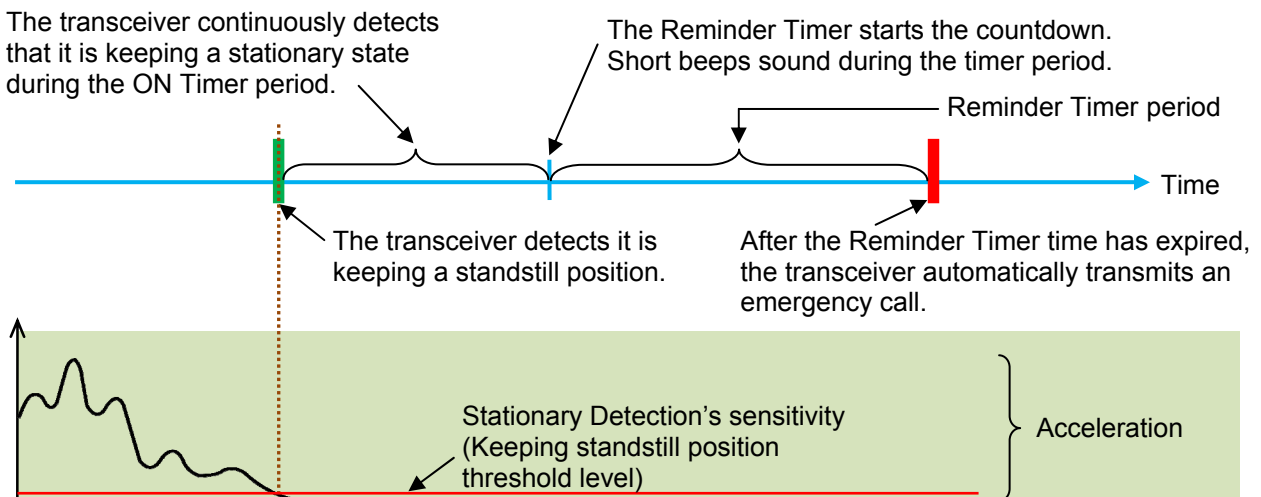 The transceiver continuously detects
that it is keeping a stationary state
during the ON Timer period.
The Reminder Timer starts the countdown.
Short beeps sound during the timer period.
Reminder Timer period
Time
The transceiver detects it is
keeping a standstill position.
After the Reminder Timer time has expired,
the transceiver automatically transmits an
emergency call.
Stationary Detection’s sensitivity
(Keeping standstill position
threshold level)
Acceleration